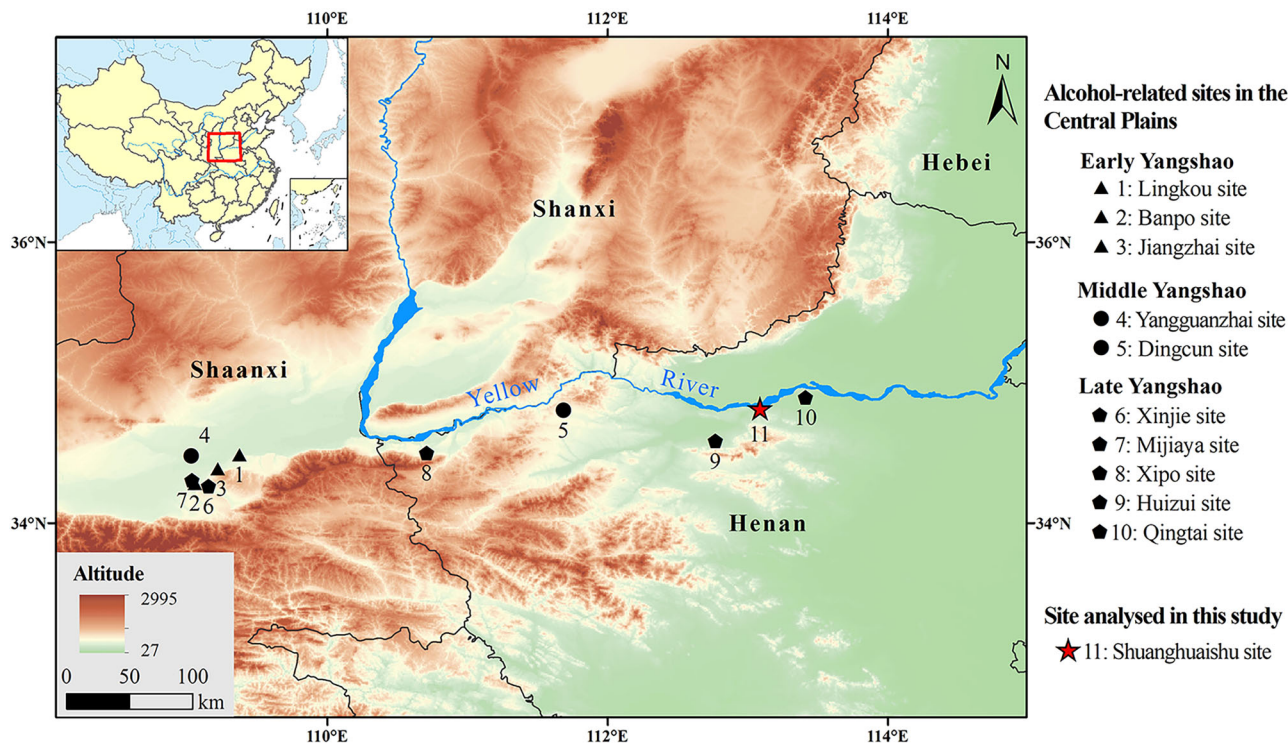 110°E
112°E
114°E
N
Hebei
Shanxi
36°N
36°N
Shaanxi
Yellow River
4
1
3
7
2
6
8
5
9
11
10
34°N
34°N
Henan
Altitude
2995
27
0
50
100
km
110°E
112°E
114°E
Alcohol-related sites in the
Central Plains
Early Yangshao
1: Lingkou site
2: Banpo site
3: Jiangzhai site
Middle Yangshao
4: Yangguanzhai site
5: Dingcun site
Late Yangshao
6: Xinjie site
7: Mijiaya site
8: Xipo site
9: Huizui site
10: Qingtai site
Site analysed in this study
11: Shuanghuaishu site